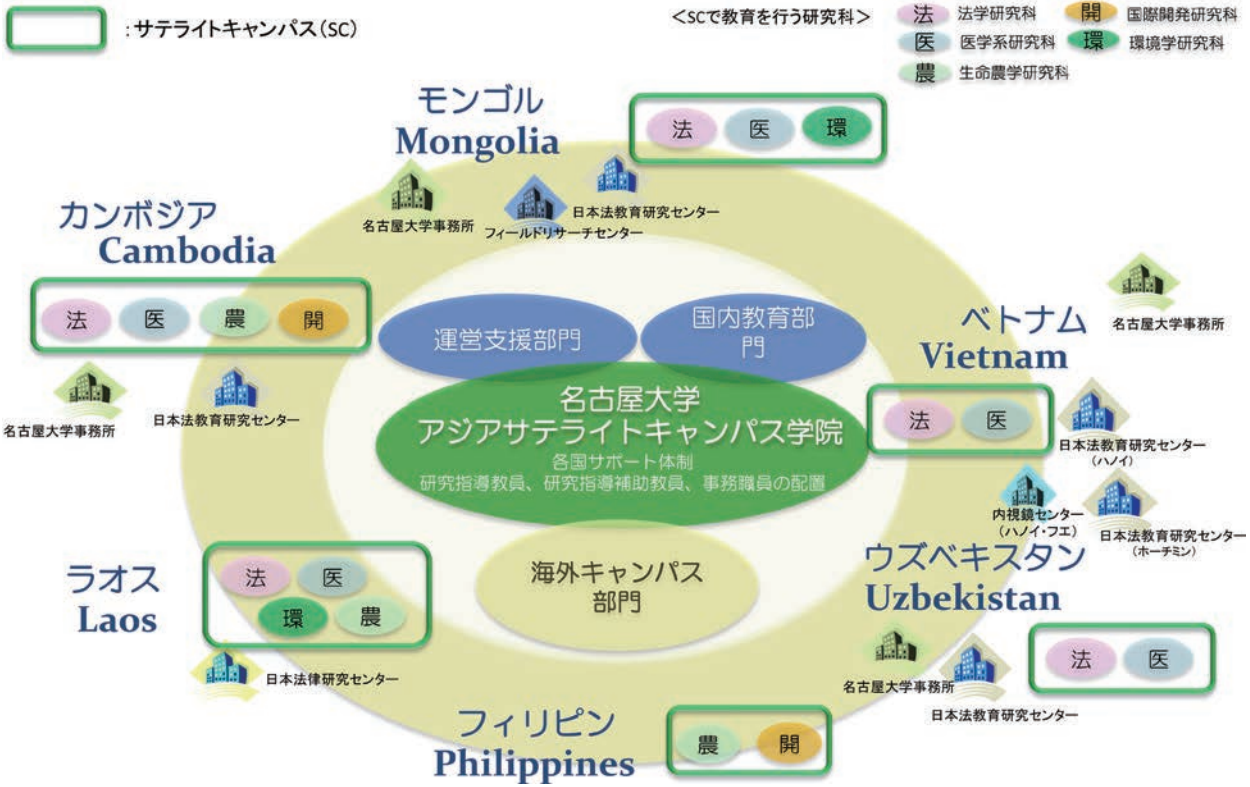 ：サテライトキャンパス（SC）
＜SCで教育を行う研究科＞
法 法学研究科
開 国際開発研究科
医 医学系研究科
環 環境学研究科
農 生命農学研究科
モンゴル
Mongolia
法 医 環
名古屋大学事務所
フィールドリサーチセンター
日本法教育研究センター
カンボジア
Cambodia
法 医 農 開
名古屋大学事務所
日本法教育研究センター
運営支援部門
国内教育部
門
名古屋大学
アジアサテライトキャンパス学院
各国サポート体制
研究指導教員、研究指導補助教員、事務職員の配置
海外キャンパス
部門
ベトナム
Vietnam
名古屋大学事務所
法 医
日本法教育研究センター
（ハノイ）
内視鏡センター
（ハノイ・フエ）
日本法教育研究センター
（ホーチミン）
ウズベキスタン
Uzbekistan
法 医
名古屋大学事務所
日本法教育研究センター
ラオス
Laos
法 医
環 農
日本法律研究センター
フィリピン
Philippines
農 開